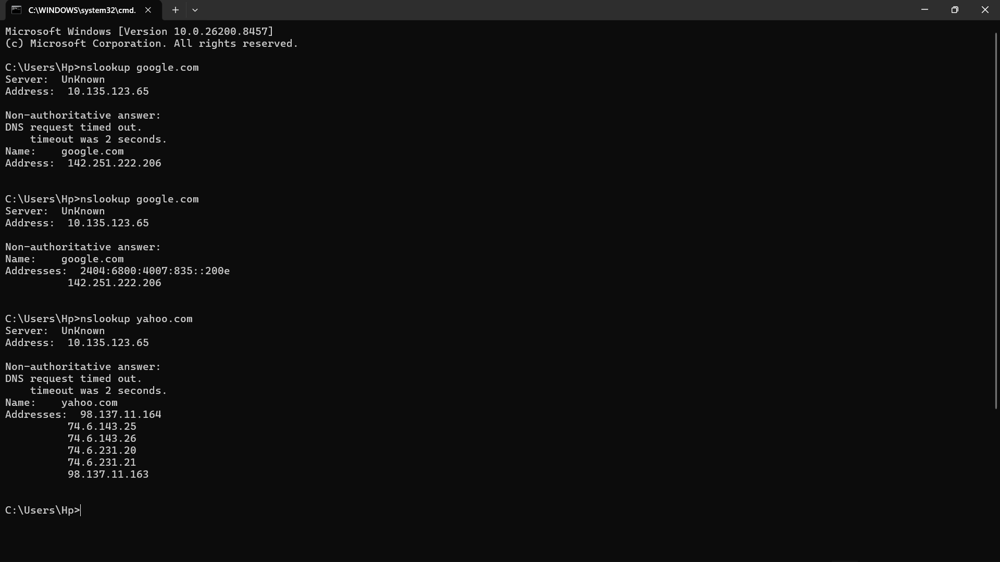 C:\WINDOWS\system32\cmd.
Microsoft Windows [Version 10.0.26200.8457]
(c) Microsoft Corporation. All rights reserved.
C:\Users\Hp>nslookup google.com
Server:  UnKnown
Address:  10.135.123.65
Non-authoritative answer:
DNS request timed out.
    timeout was 2 seconds.
Name:    google.com
Address:  142.251.222.206
C:\Users\Hp>nslookup google.com
Server:  UnKnown
Address:  10.135.123.65
Non-authoritative answer:
Name:    google.com
Addresses:  2404:6800:4007:835::200e
          142.251.222.206
C:\Users\Hp>nslookup yahoo.com
Server:  UnKnown
Address:  10.135.123.65
Non-authoritative answer:
DNS request timed out.
    timeout was 2 seconds.
Name:    yahoo.com
Addresses:  98.137.11.164
          74.6.143.25
          74.6.143.26
          74.6.231.20
          74.6.231.21
          98.137.11.163
C:\Users\Hp>